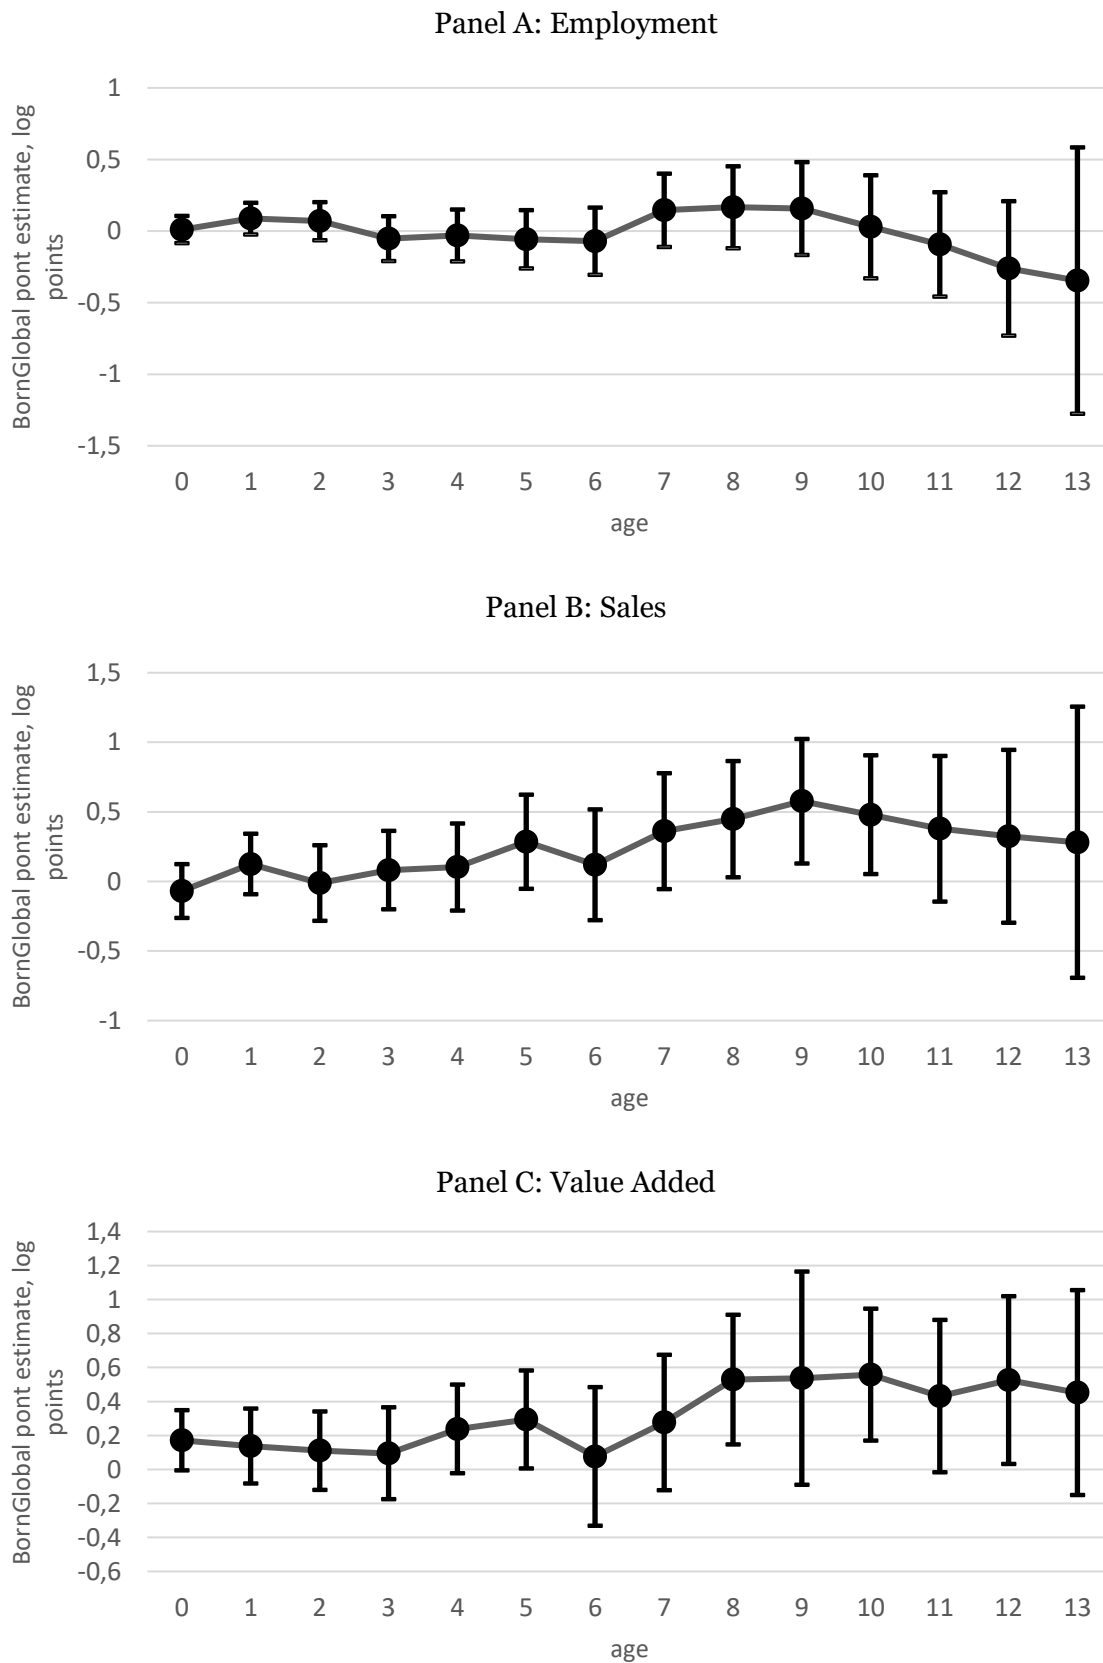 Panel A: Employment
BornGlobal pont estimate, log
points
1
0,5
0
-0,5
-1
-1,5
0 1 2 3 4 5 6 7 8 9 10 11 12 13
age
Panel B: Sales
BornGlobal pont estimate, log
points
1,5
1
0,5
0
-0,5
-1
0 1 2 3 4 5 6 7 8 9 10 11 12 13
age
Panel C: Value Added
BornGlobal pont estimate, log
points
1,4
1,2
1
0,8
0,6
0,4
0,2
0
-0,2
-0,4
-0,6
0 1 2 3 4 5 6 7 8 9 10 11 12 13
age